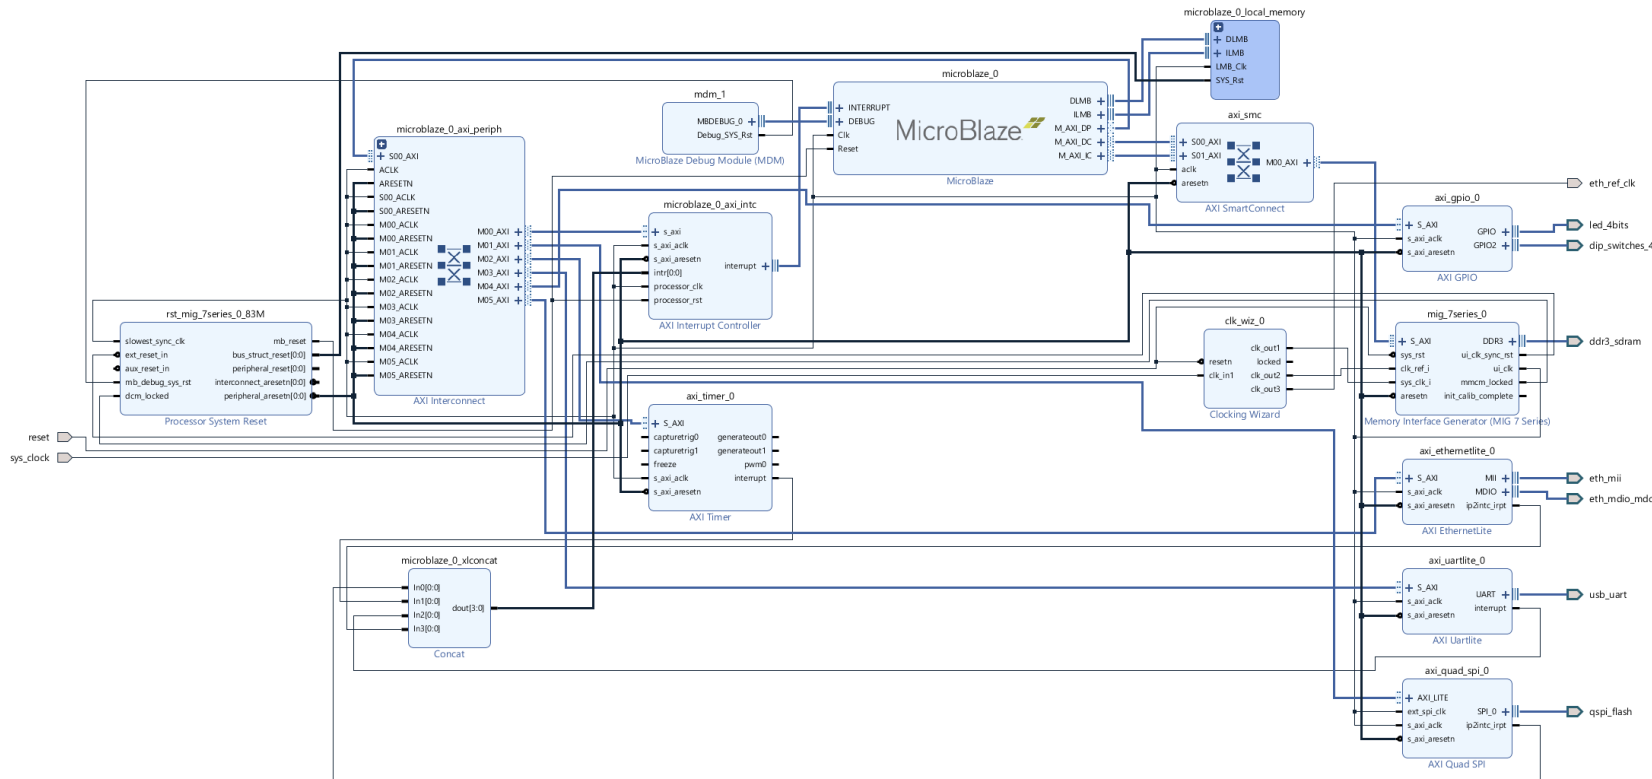 microblaze_0_local_memory
DLMB
ILMB
LMB_Clk
SYS_Rst
microblaze_0
INTERRUPT
DEBUG
Clk
Reset
MicroBlaze
DLMB
ILMB
M_AXI_DP
M_AXI_DC
M_AXI_IC
MicroBlaze
mdm_1
MBDEBUG_0
Debug_SYS_Rst
MicroBlaze Debug Module (MDM)
axi_smc
S00_AXI
S01_AXI
aclk
aresetn
M00_AXI
AXI SmartConnect
microblaze_0_axi_periph
S00_AXI
ACLK
ARESETN
S00_ACLK
S00_ARESETN
M00_ACLK
M00_ARESETN
M01_ACLK
M01_ARESETN
M02_ACLK
M02_ARESETN
M03_ACLK
M03_ARESETN
M04_ACLK
M04_ARESETN
M05_ACLK
M05_ARESETN
M00_AXI
M01_AXI
M02_AXI
M03_AXI
M04_AXI
M05_AXI
AXI Interconnect
microblaze_0_axi_intc
s_axi
s_axi_aclk
s_axi_aresetn
intr[0:0]
processor_clk
processor_rst
interrupt
AXI Interrupt Controller
eth_ref_clk
axi_gpio_0
S_AXI
s_axi_aclk
s_axi_aresetn
GPIO
GPIO2
AXI GPIO
led_4bits
dip_switches_4
rst_mig_7series_0_83M
slowest_sync_clk
ext_reset_in
aux_reset_in
mb_debug_sys_rst
dcm_locked
mb_reset
bus_struct_reset[0:0]
peripheral_reset[0:0]
interconnect_aresetn[0:0]
peripheral_aresetn[0:0]
Processor System Reset
clk_wiz_0
resetn
clk_in1
clk_out1
locked
clk_out2
clk_out3
Clocking Wizard
mig_7series_0
S_AXI
sys_rst
clk_ref_i
sys_clk_i
aresetn
DDR3
ui_clk_sync_rst
ui_clk
mmcm_locked
init_calib_complete
Memory Interface Generator (MIG 7 Series)
ddr3_sdram
reset
sys_clock
axi_timer_0
S_AXI
capturetrig0
capturetrig1
freeze
s_axi_aclk
s_axi_aresetn
generateout0
generateout1
pwm0
interrupt
AXI Timer
axi_ethernetlite_0
S_AXI
s_axi_aclk
s_axi_aresetn
MII
MDIO
ip2intc_irpt
AXI EthernetLite
eth_mii
eth_mdio_mdc
microblaze_0_xlconcat
In0[0:0]
In1[0:0]
In2[0:0]
In3[0:0]
dout[3:0]
Concat
axi_uartlite_0
S_AXI
s_axi_aclk
s_axi_aresetn
UART
interrupt
AXI Uartlite
usb_uart
axi_quad_spi_0
AXI_LITE
ext_spi_clk
s_axi_aclk
s_axi_aresetn
SPI_0
ip2intc_irpt
AXI Quad SPI
qspi_flash